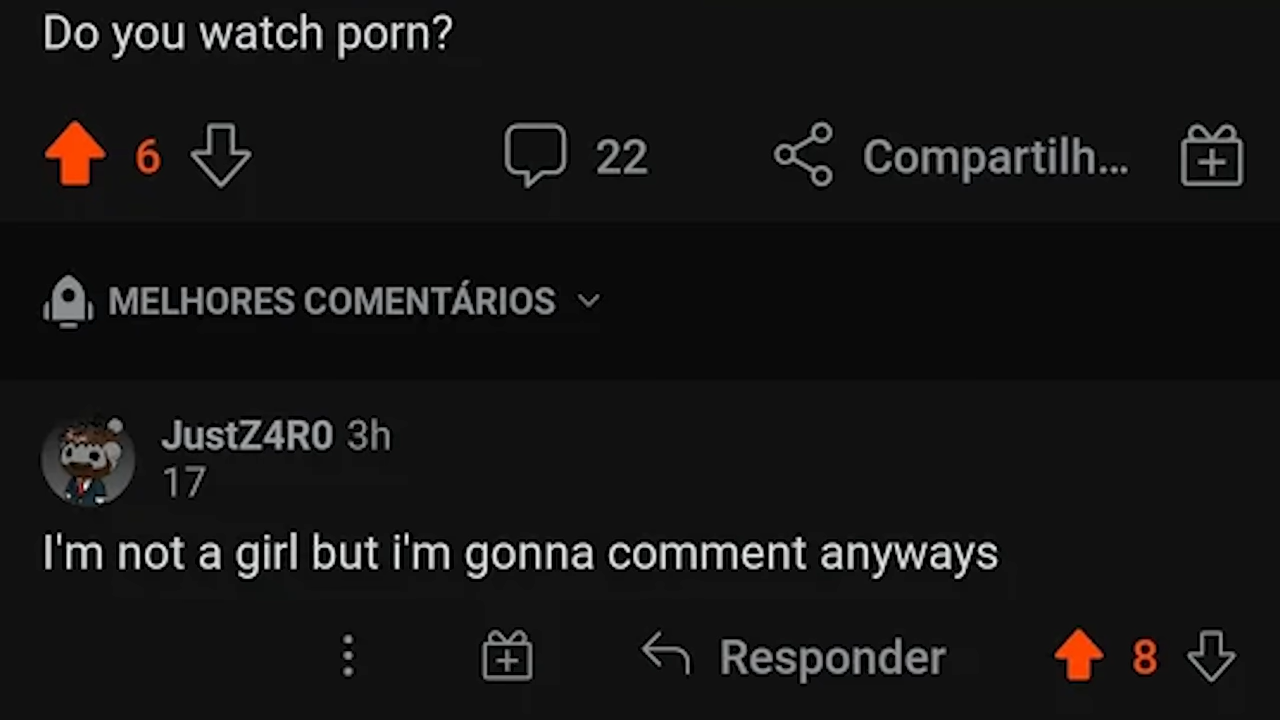 Do you watch porn?
6
22
Compartilh...
MELHORES COMENTÁRIOS
JustZ4R0 3h
17
I'm not a girl but i'm gonna comment anyways
Responder
8